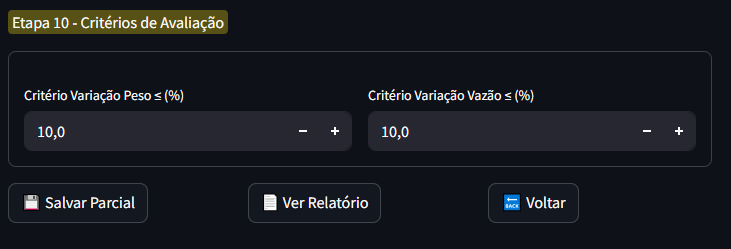 Etapa 10 - Critérios de Avaliação
Critério Variação Peso ≤ (%)
Critério Variação Vazão ≤ (%)
10,0
10,0
Salvar Parcial
Ver Relatório
BACK Voltar